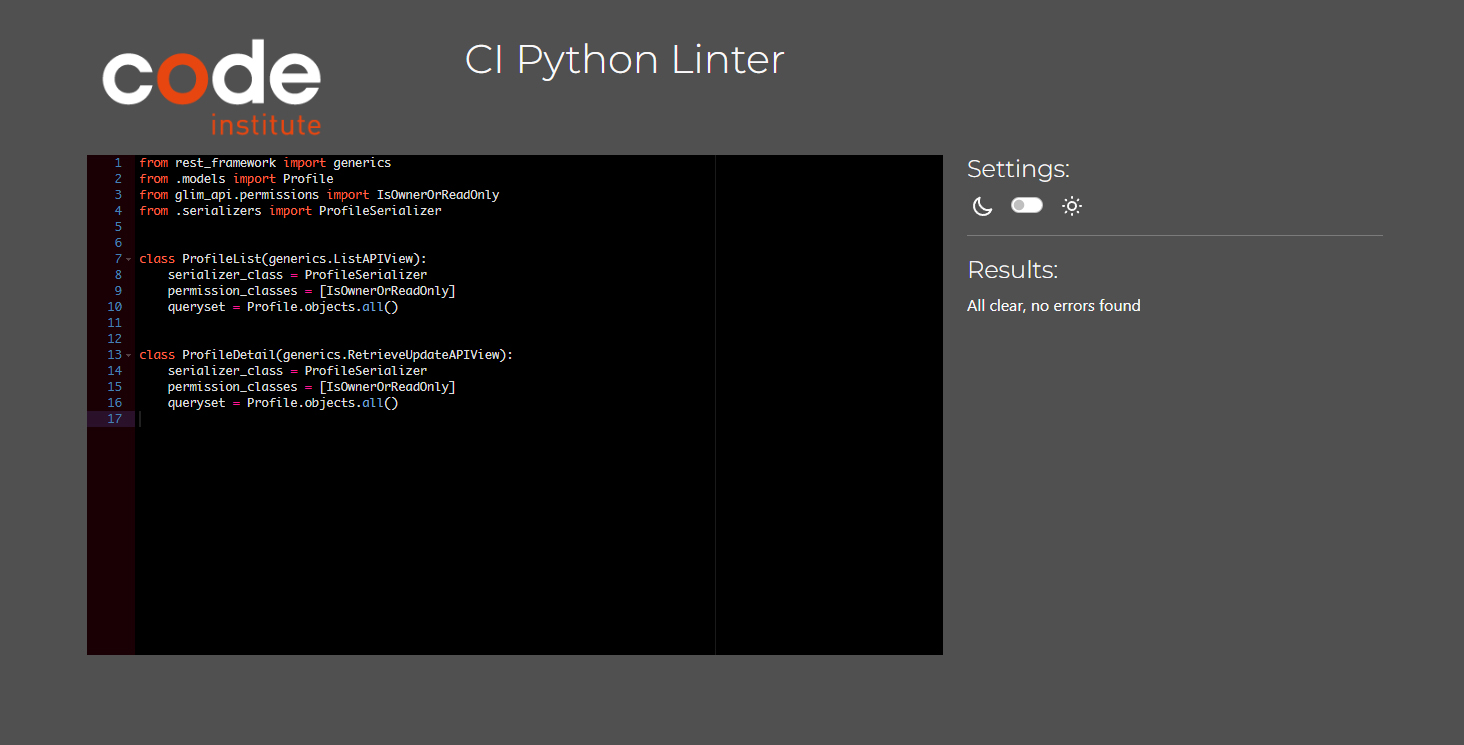 code
institute
CI Python Linter
1 from rest_framework import generics
2 from .models import Profile
3 from glim_api.permissions import IsOwnerOrReadOnly
4 from .serializers import ProfileSerializer
5
6
7 class ProfileList(generics.ListAPIView):
8     serializer_class = ProfileSerializer
9     permission_classes = [IsOwnerOrReadOnly]
10     queryset = Profile.objects.all()
11
12
13 class ProfileDetail(generics.RetrieveUpdateAPIView):
14     serializer_class = ProfileSerializer
15     permission_classes = [IsOwnerOrReadOnly]
16     queryset = Profile.objects.all()
17
Settings:
Results:
All clear, no errors found